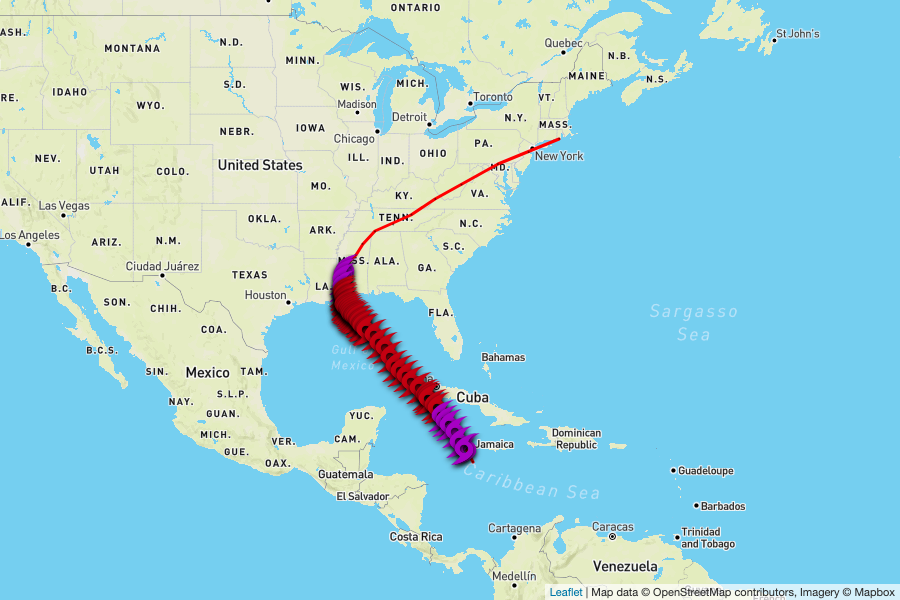 ONTARIO
ASH.
MONTANA
N.D.
MINN.
Quebec
N.B.
St John's
IDAHO
S.D.
WIS.
MICH.
MAINE
N.S.
RE.
WYO.
Madison
Toronto
VT.
NEBR.
IOWA
Detroit
N.Y.
MASS.
Chicago
PA.
New York
NEV.
United States
ILL.
IND.
OHIO
MD.
UTAH
COLO.
MO.
KY.
VA.
CALIF.
Las Vegas
OKLA.
TENN.
N.C.
Los Angeles
ARIZ.
N.M.
ARK.
S.C.
Ciudad Juárez
TEXAS
MISS.
ALA.
GA.
B.C.
SON.
CHIH.
Houston
LA.
FLA.
Sargasso
Sea
COA.
B.C.S.
Gulf
Mexico
Bahamas
SIN.
Mexico
TAM.
NAY.
S.L.P.
Cuba
GUAN.
YUC.
MICH.
VER.
CAM.
Jamaica
Dominican
Republic
GUE.
OAX.
Guatemala
Caribbean Sea
Guadeloupe
El Salvador
Barbados
Costa Rica
Cartagena
Caracas
Trinidad
and Tobago
Medellín
Venezuela
Leaflet | Map data © OpenStreetMap contributors, Imagery © Mapbox